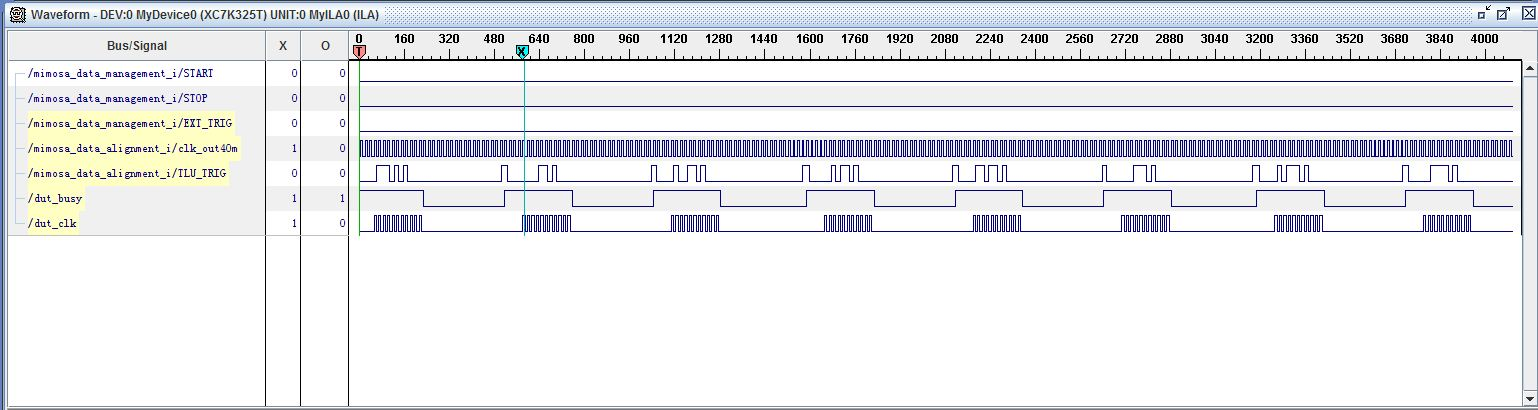 Waveform - DEV:0 MyDevice0 (XC7K325T) UNIT:0 MyILA0 (ILA)
Bus/Signal X O 0 160 320 480 640 800 960 1120 1280 1440 1600 1760 1920 2080 2240 2400 2560 2720 2880 3040 3200 3360 3520 3680 3840 4000
T X
/mimosa_data_management_i/START 0 0
/mimosa_data_management_i/STOP 0 0
/mimosa_data_management_i/EXT_TRIG 0 0
/mimosa_data_alignment_i/clk_out40m 1 0
/mimosa_data_alignment_i/TLU_TRIG 0 0
/dut_busy 1 1
/dut_clk 1 0